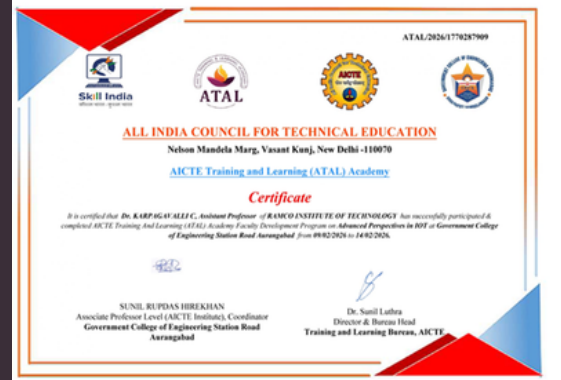 ATAL/2026/1770287909
Skill India
कौशल भारत - कुशल भारत
ATAL
AICTE
ALL INDIA COUNCIL FOR TECHNICAL EDUCATION
Nelson Mandela Marg, Vasant Kunj, New Delhi -110070
AICTE Training and Learning (ATAL) Academy
Certificate
It is certified that Dr. KARPAGAVALLI C, Assistant Professor of RAMCO INSTITUTE OF TECHNOLOGY has successfully participated &
completed AICTE Training And Learning (ATAL) Academy Faculty Development Program on Advanced Perspectives in IOT at Government College
of Engineering Station Road Aurangabad from 09/02/2026 to 14/02/2026.
SUNIL RUPDAS HIREKHAN
Associate Professor Level (AICTE Institute), Coordinator
Government College of Engineering Station Road
Aurangabad
Dr. Sunil Luthra
Director & Bureau Head
Training and Learning Bureau, AICTE